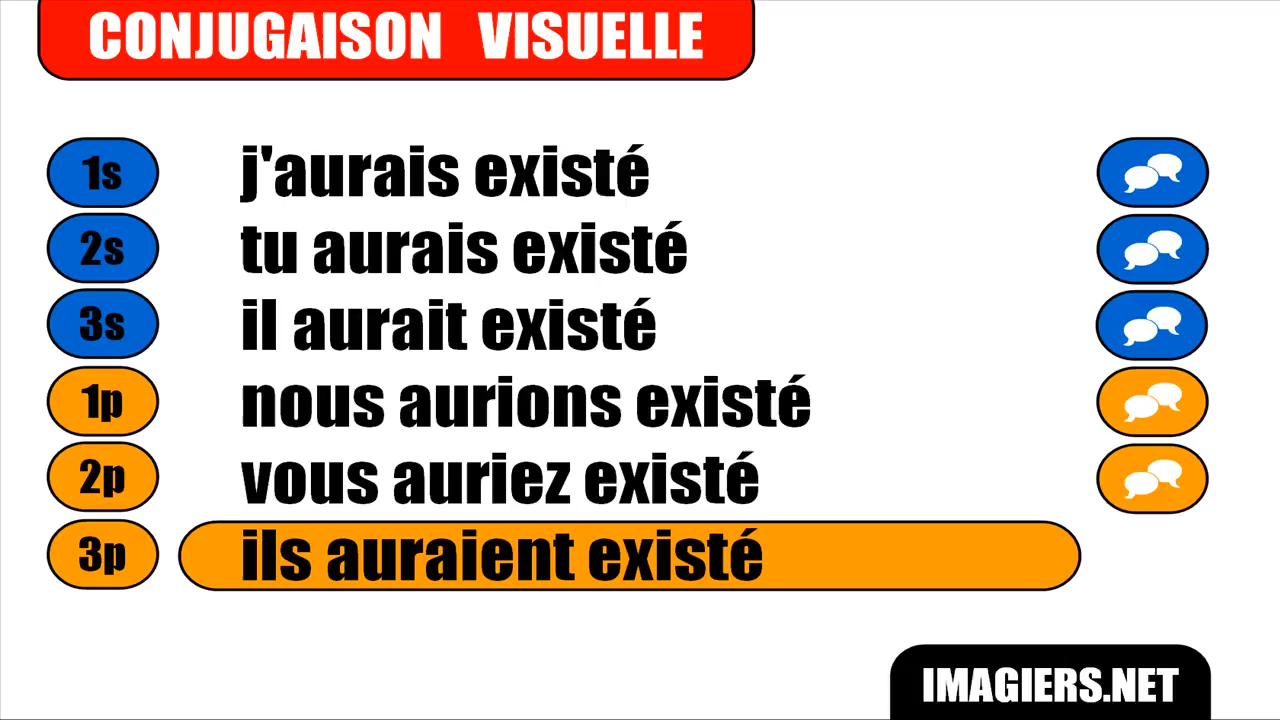 CONJUGAISON VISUELLE
1s j'aurais existé
2s tu aurais existé
3s il aurait existé
1p nous aurions existé
2p vous auriez existé
3p ils auraient existé
IMAGIERS.NET